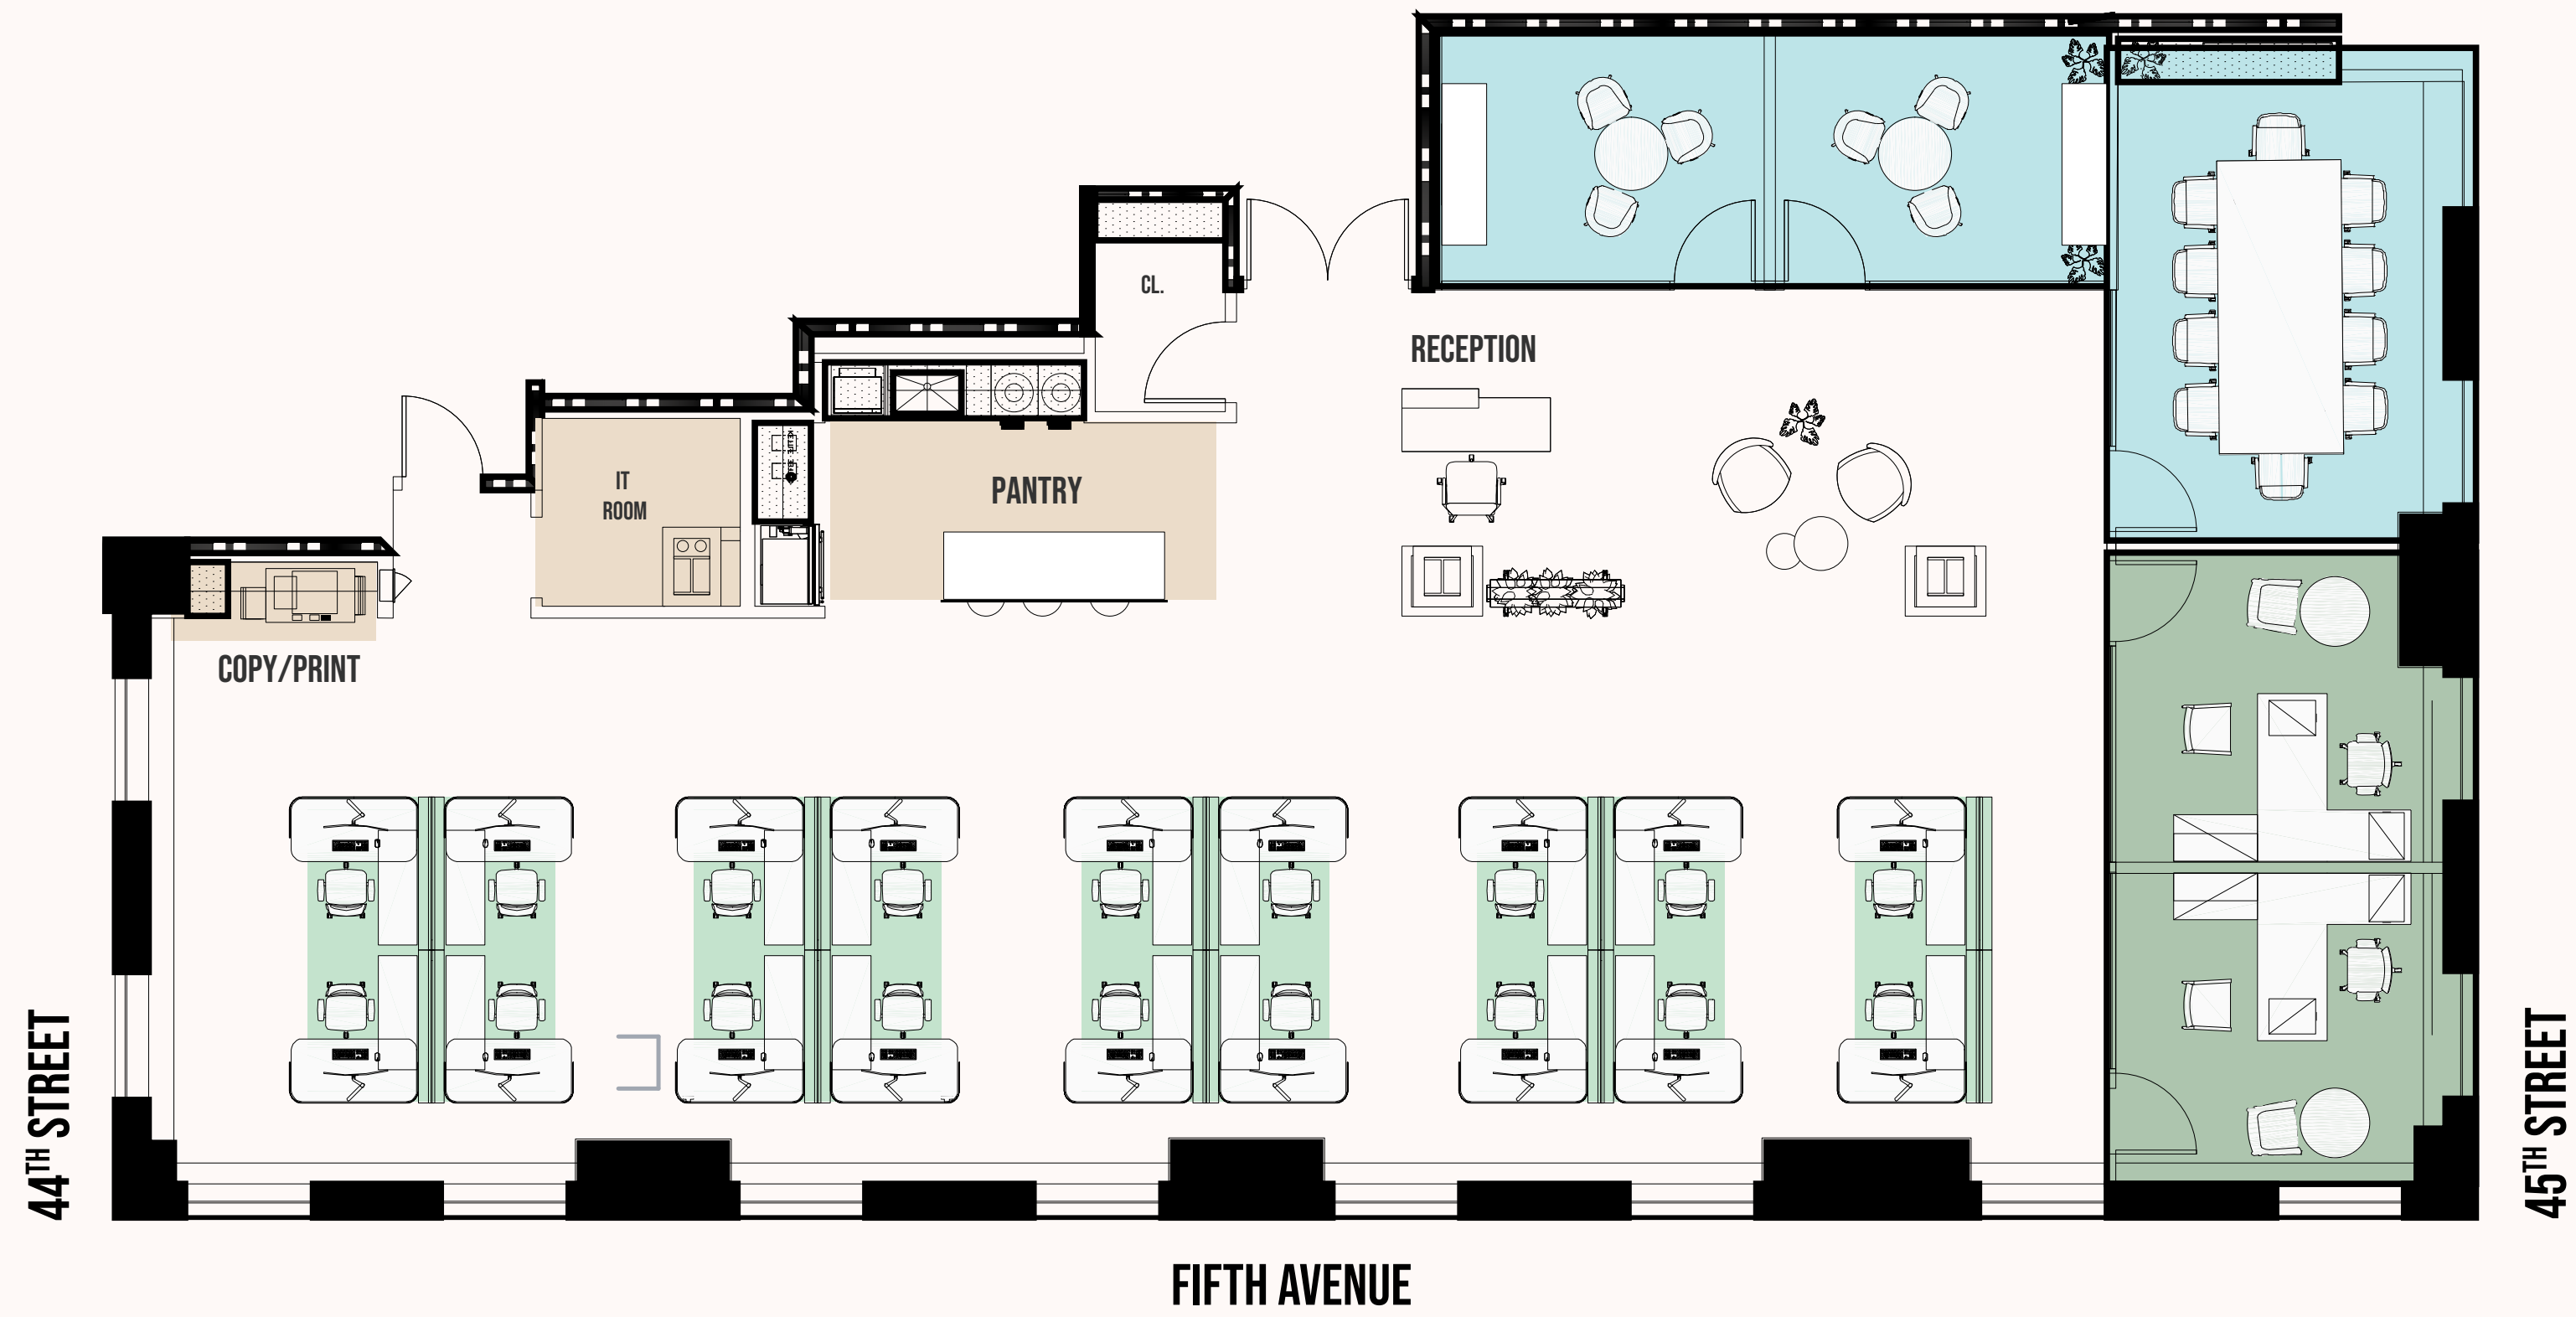 CL.
RECEPTION
IT
ROOM
PANTRY
COPY/PRINT
44TH STREET
45TH STREET
FIFTH AVENUE